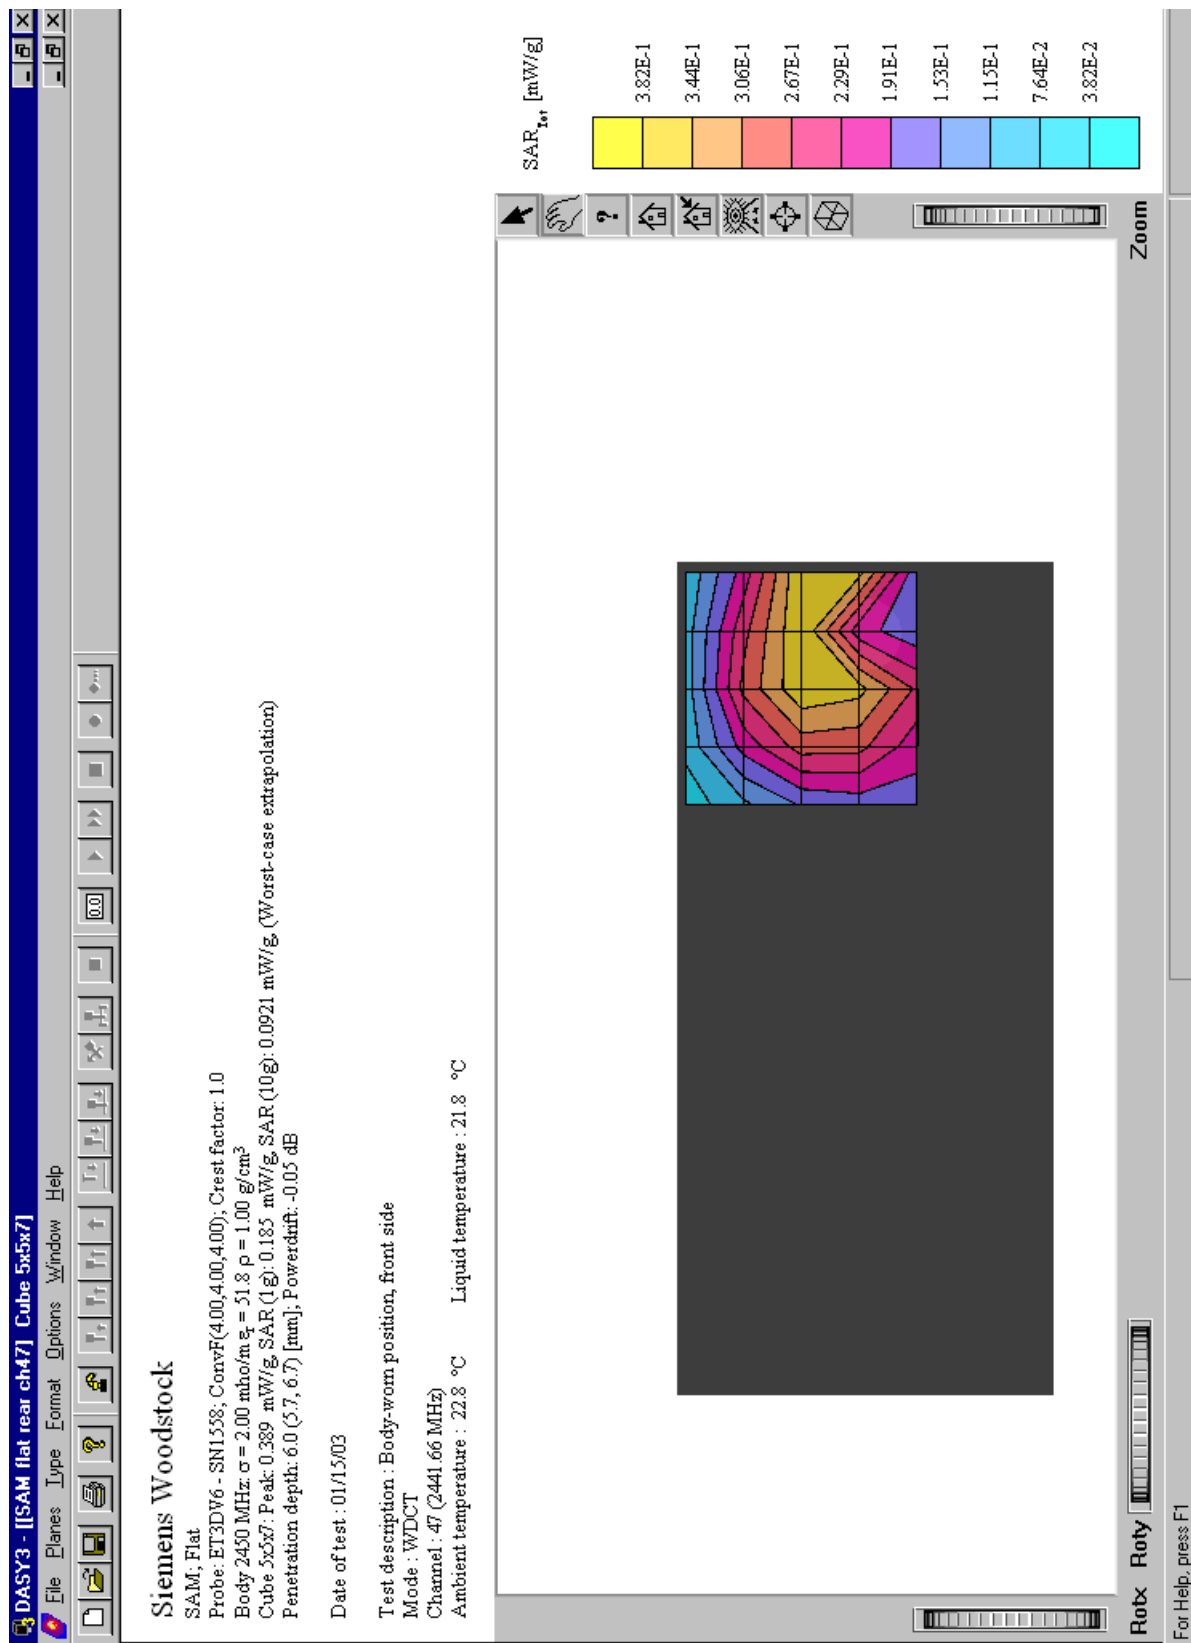 DASY3 - [[SAM flat rear ch47] Cube 5x5x7]
File Planes Type Format Options Window Help
0.0
Siemens Woodstock
SAM; Flat
Probe: ET3DV6 - SN1558; ConvF(4.00,4.00,4.00); Crest factor: 1.0
Body 2450 MHz: σ = 2.00 mho/m εr = 51.8 ρ = 1.00 g/cm³
Cube 5x5x7: Peak: 0.389 mW/g, SAR (1g): 0.185 mW/g, SAR (10g): 0.0921 mW/g, (Worst-case extrapolation)
Penetration depth: 6.0 (5.7, 6.7) [mm]; Powerdrift: -0.05 dB
Date of test : 01/15/03
Test description : Body-worn position, front side
Mode : WDCT
Channel : 47 (2441.66 MHz)
Ambient temperature : 22.8 °C Liquid temperature : 21.8 °C
SARTot [mW/g]
3.82E-1
3.44E-1
3.06E-1
2.67E-1
2.29E-1
1.91E-1
1.53E-1
1.15E-1
7.64E-2
3.82E-2
Rotx Roty Zoom
For Help, press F1